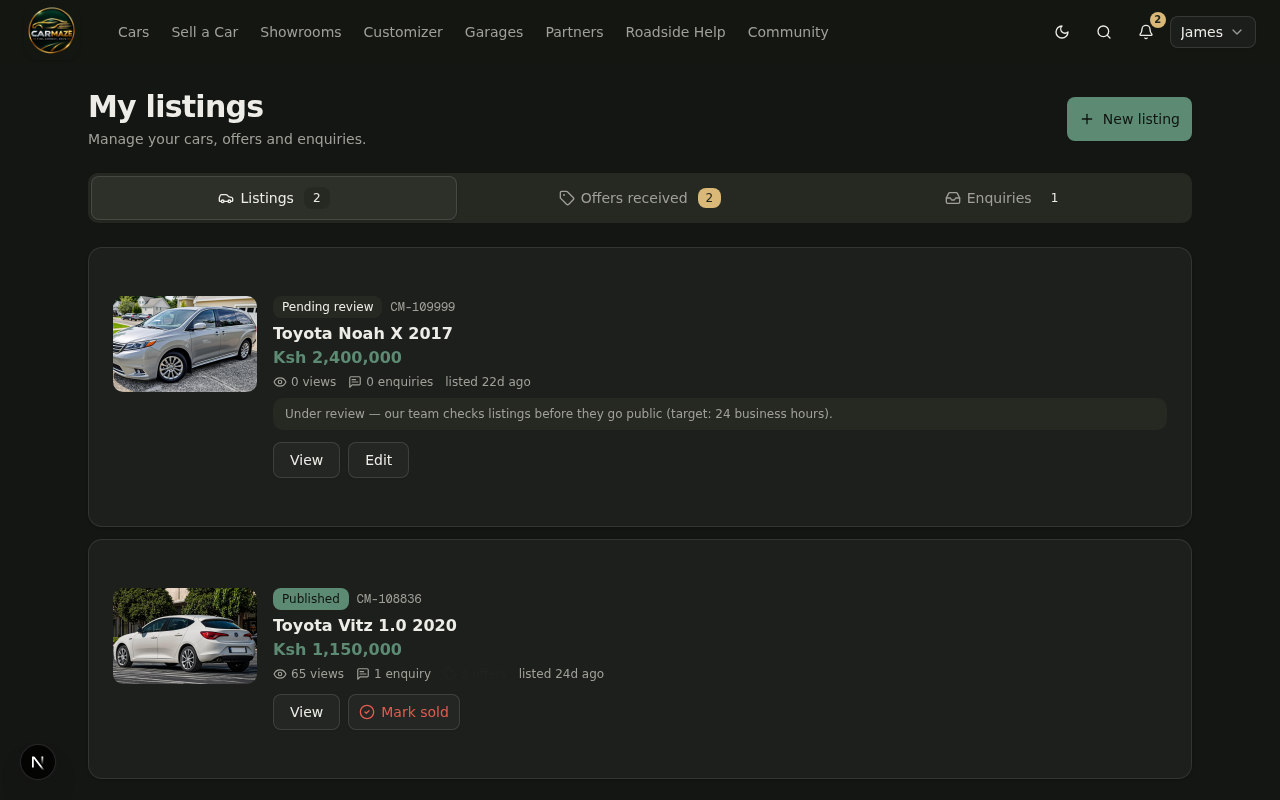 CARMAZE
Cars Sell a Car Showrooms Customizer Garages Partners Roadside Help Community
2
James
My listings
Manage your cars, offers and enquiries.
+ New listing
Listings 2
Offers received 2
Enquiries 1
Pending review CM-109999
Toyota Noah X 2017
Ksh 2,400,000
0 views 0 enquiries listed 22d ago
Under review — our team checks listings before they go public (target: 24 business hours).
View Edit
Published CM-108836
Toyota Vitz 1.0 2020
Ksh 1,150,000
65 views 1 enquiry listed 24d ago
View Mark sold
N